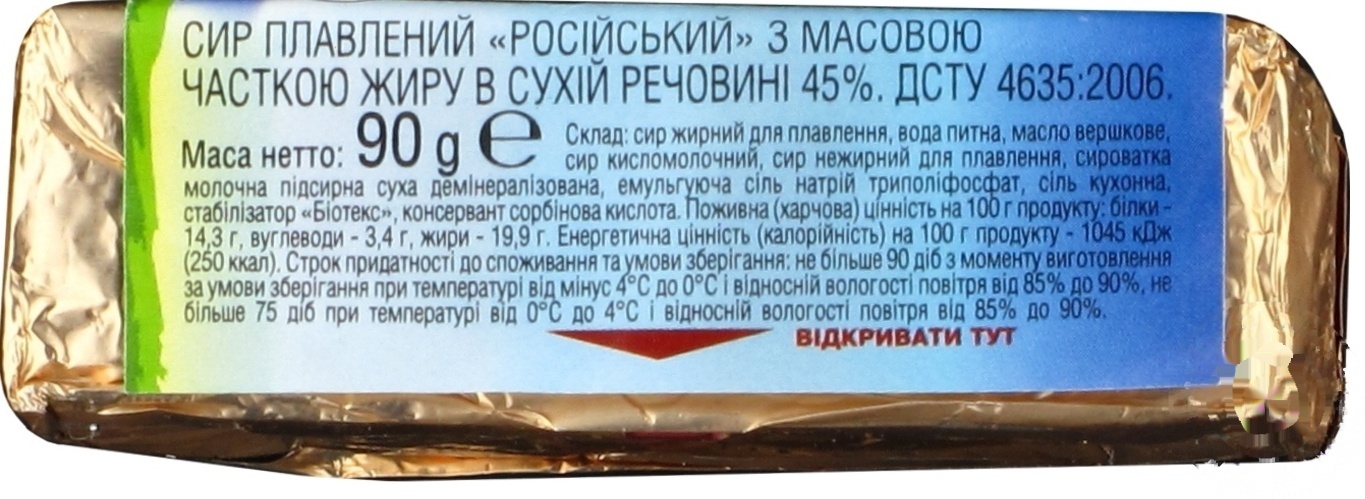 СИР ПЛАВЛЕНИЙ «РОСІЙСЬКИЙ» З МАСОВОЮ
ЧАСТКОЮ ЖИРУ В СУХІЙ РЕЧОВИНІ 45%. ДСТУ 4635:2006.
Маса нетто: 90 g ℮ Склад: сир жирний для плавлення, вода питна, масло вершкове,
сир кисломолочний, сир нежирний для плавлення, сироватка
молочна підсирна суха демінералізована, емульгуюча сіль натрій триполіфосфат, сіль кухонна,
стабілізатор «Біотекс», консервант сорбінова кислота. Поживна (харчова) цінність на 100 г продукту: білки -
14,3 г, вуглеводи - 3,4 г, жири - 19,9 г. Енергетична цінність (калорійність) на 100 г продукту - 1045 кДж
(250 ккал). Строк придатності до споживання та умови зберігання: не більше 90 діб з моменту виготовлення
за умови зберігання при температурі від мінус 4°С до 0°С і відносній вологості повітря від 85% до 90%, не
більше 75 діб при температурі від 0°С до 4°С і відносній вологості повітря від 85% до 90%.
ВІДКРИВАТИ ТУТ